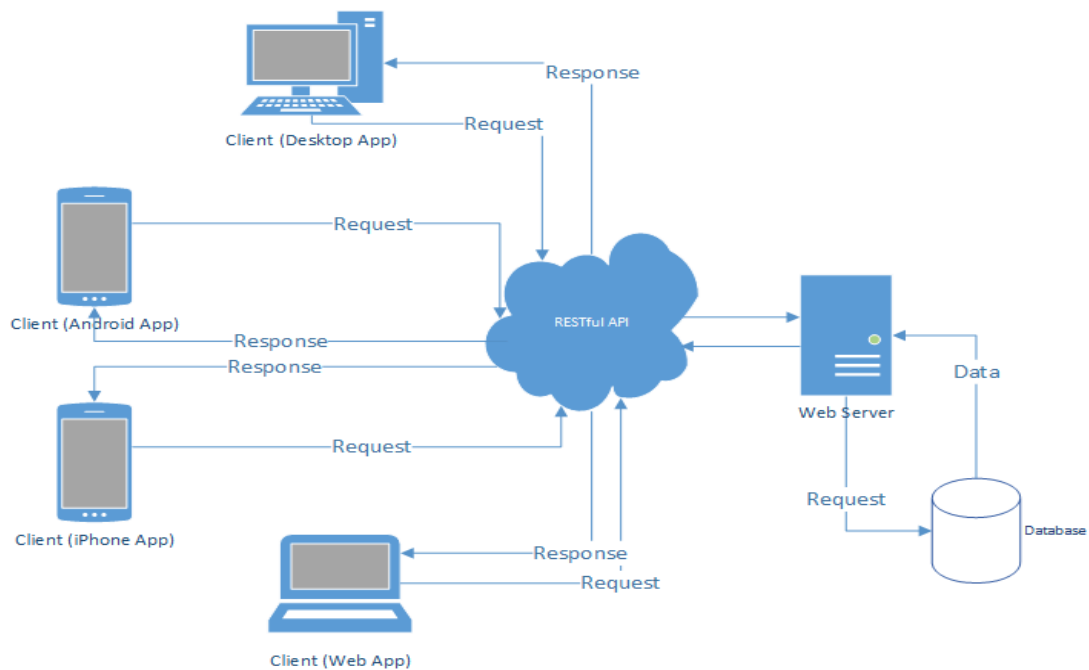 Response
Request
Client (Desktop App)
Request
Client (Android App)
Response
Response
RESTful API
Request
Client (iPhone App)
Response
Request
Client (Web App)
Web Server
Data
Request
Database